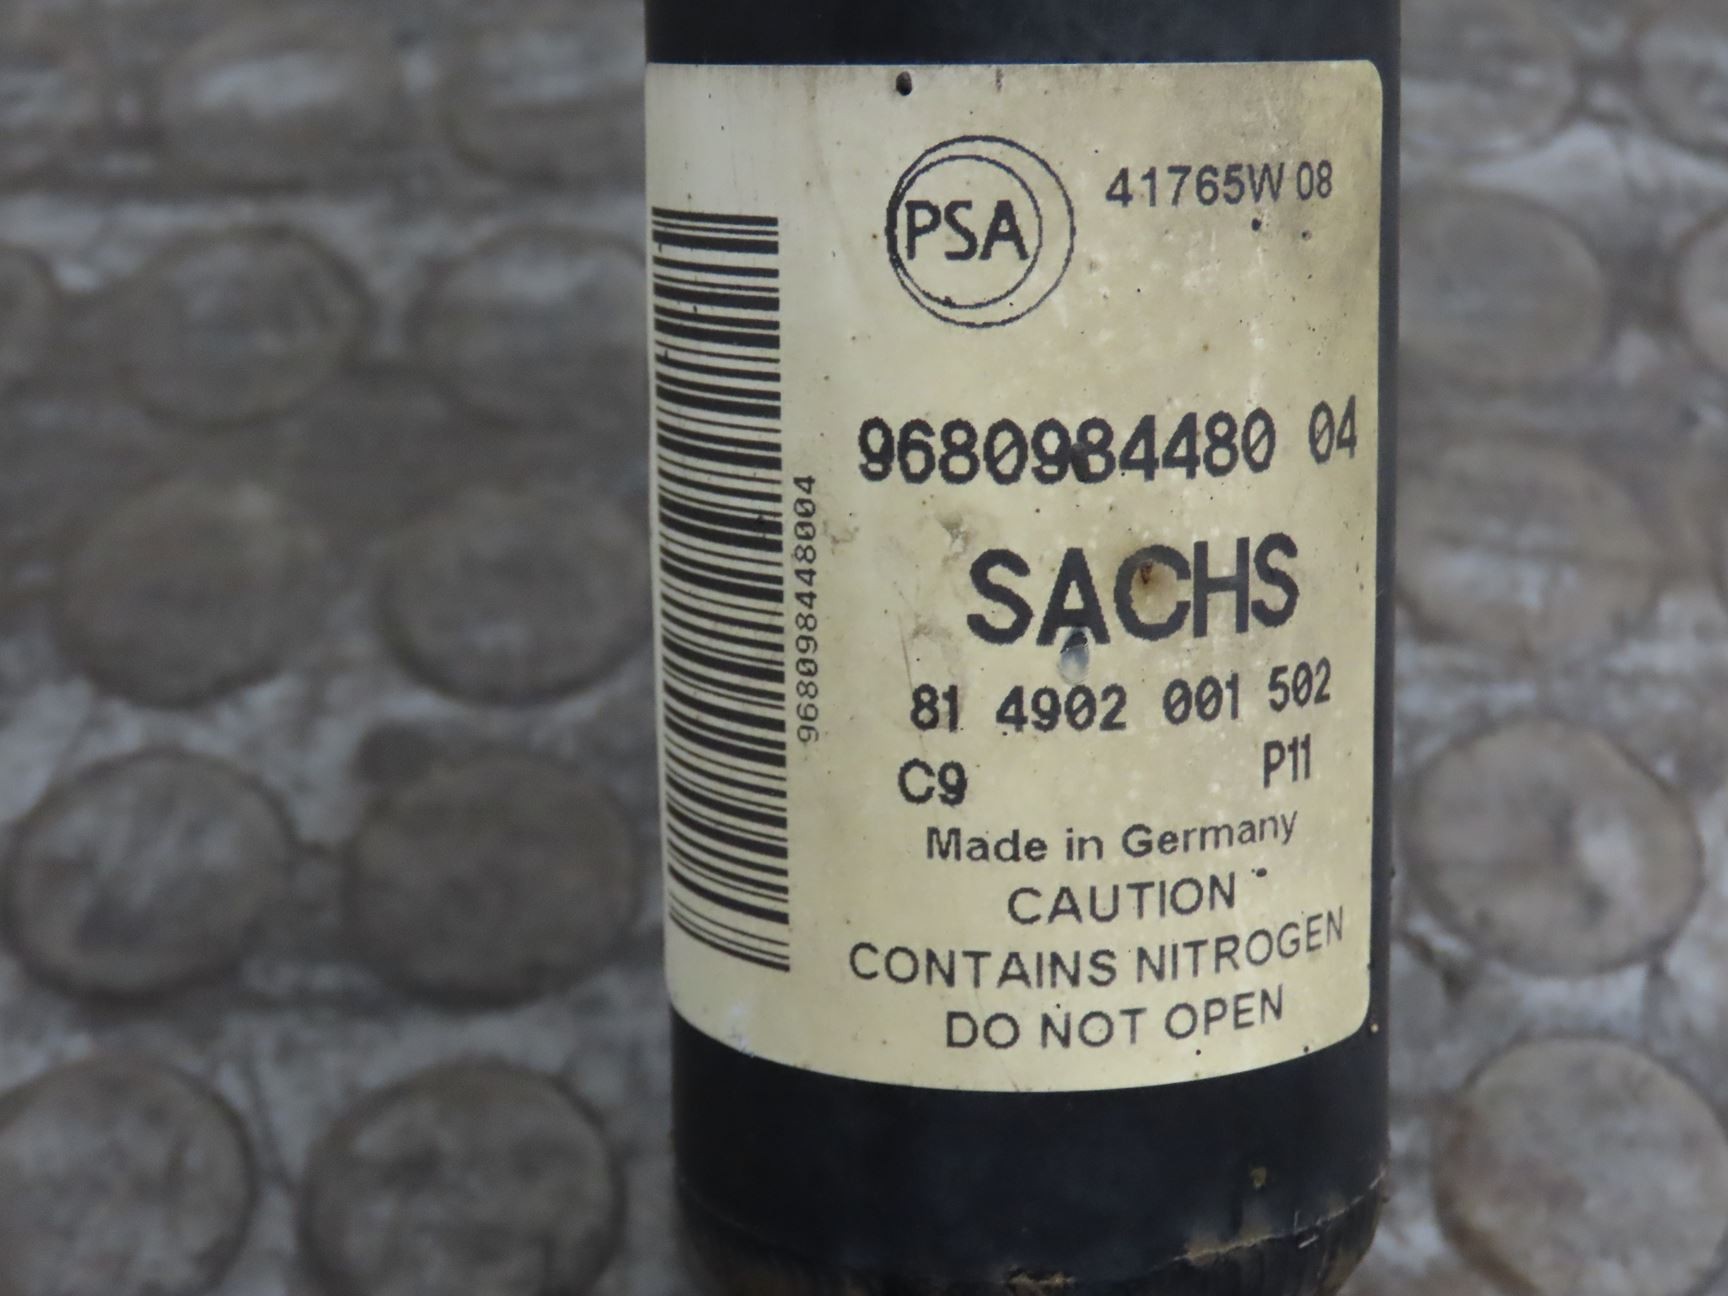 PSA
41765W 08
9680984480 04
968098448004
SACHS
81 4902 001 502
C9 P11
Made in Germany
CAUTION
CONTAINS NITROGEN
DO NOT OPEN